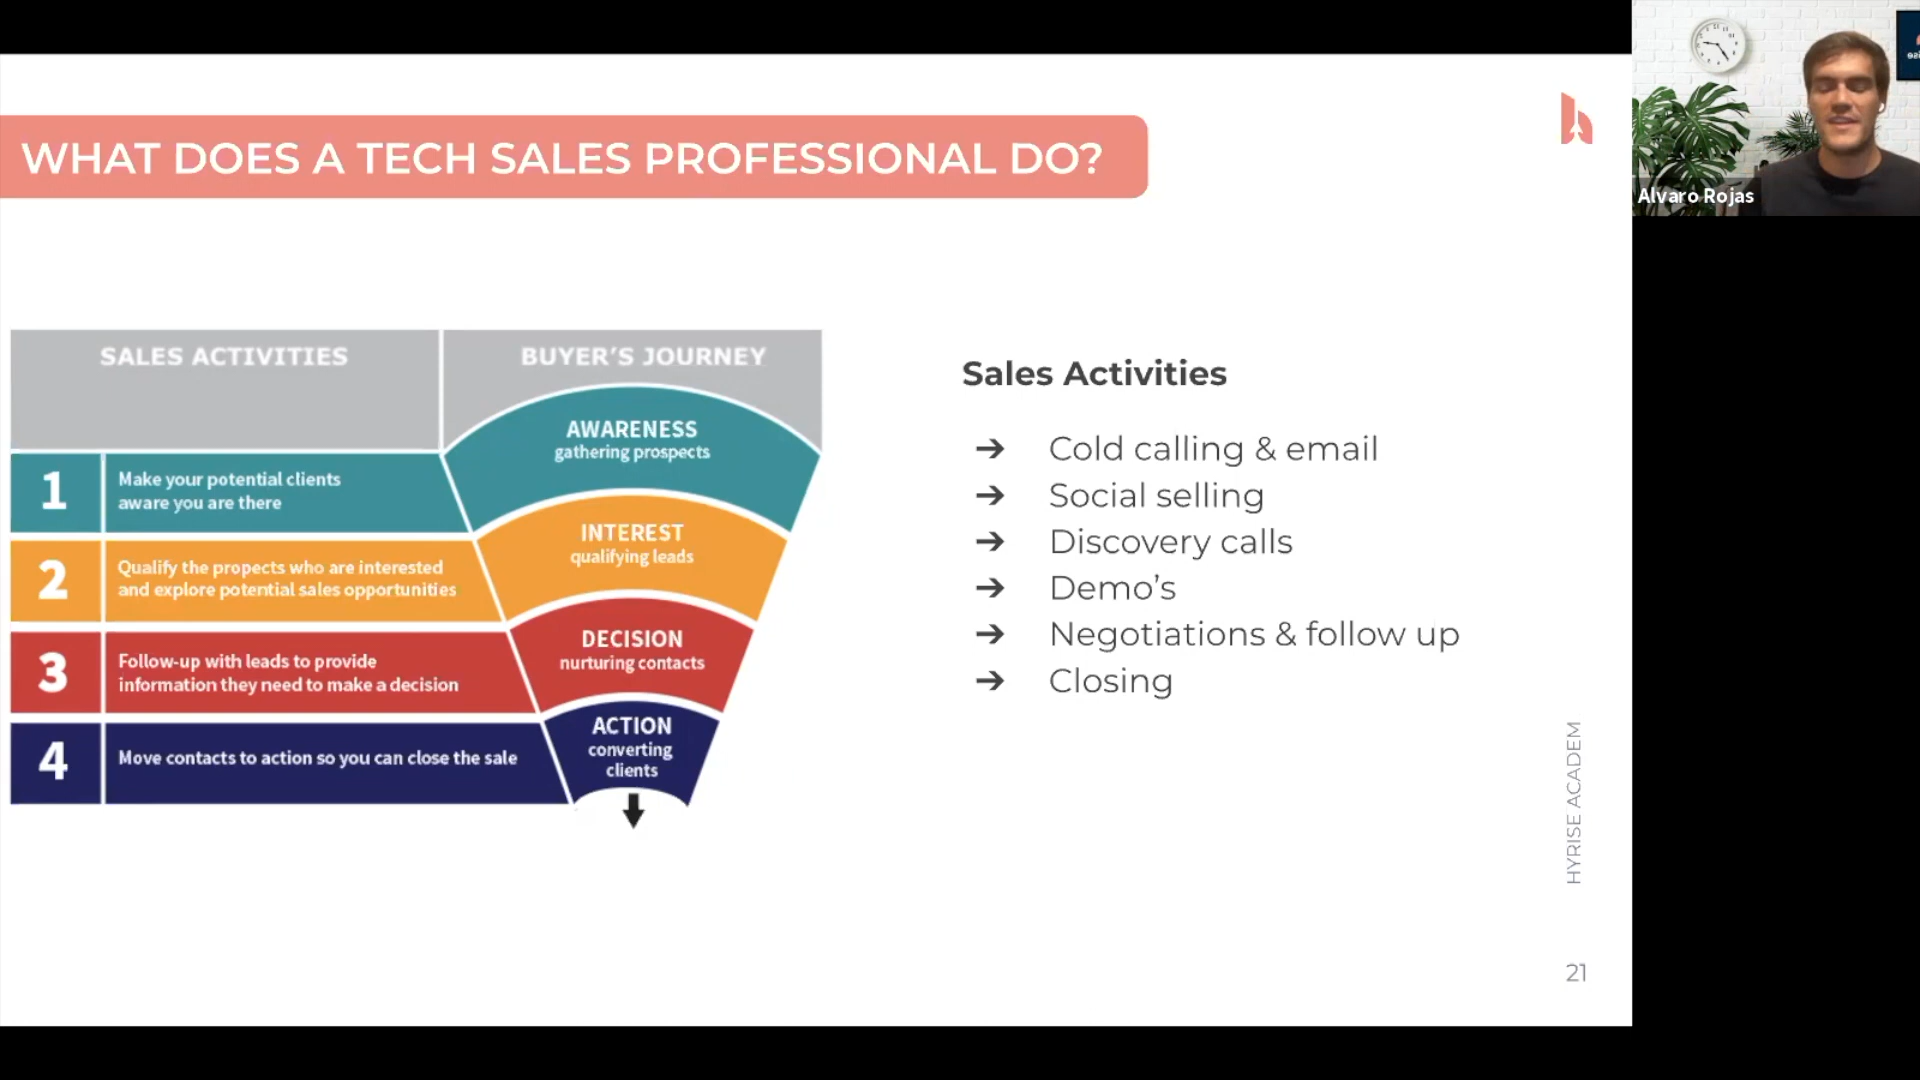 WHAT DOES A TECH SALES PROFESSIONAL DO?
SALES ACTIVITIES
BUYER'S JOURNEY
AWARENESS
gathering prospects
1
Make your potential clients
aware you are there
INTEREST
qualifying leads
2
Qualify the propects who are interested
and explore potential sales opportunities
DECISION
nurturing contacts
3
Follow-up with leads to provide
information they need to make a decision
ACTION
converting
clients
4
Move contacts to action so you can close the sale
Sales Activities
➔ Cold calling & email
➔ Social selling
➔ Discovery calls
➔ Demo’s
➔ Negotiations & follow up
➔ Closing
HYRISE ACADEM
21
Alvaro Rojas